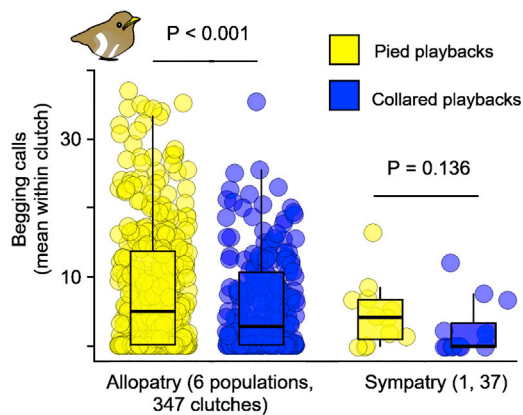 P < 0.001
Pied playbacks
Collared playbacks
Begging calls
(mean within clutch)
30
10
P = 0.136
Allopatry (6 populations,
347 clutches)
Sympatry (1, 37)